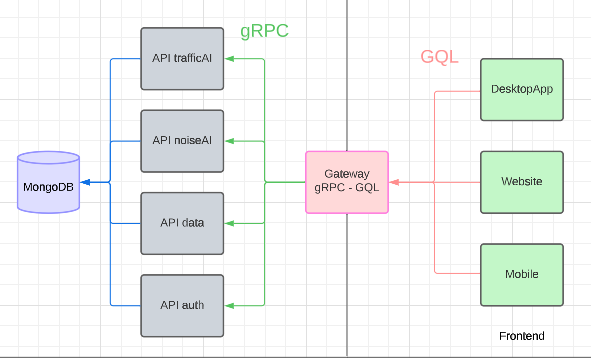 gRPC
GQL
API trafficAI
DesktopApp
API noiseAI
MongoDB
Gateway
gRPC - GQL
Website
API data
Mobile
API auth
Frontend